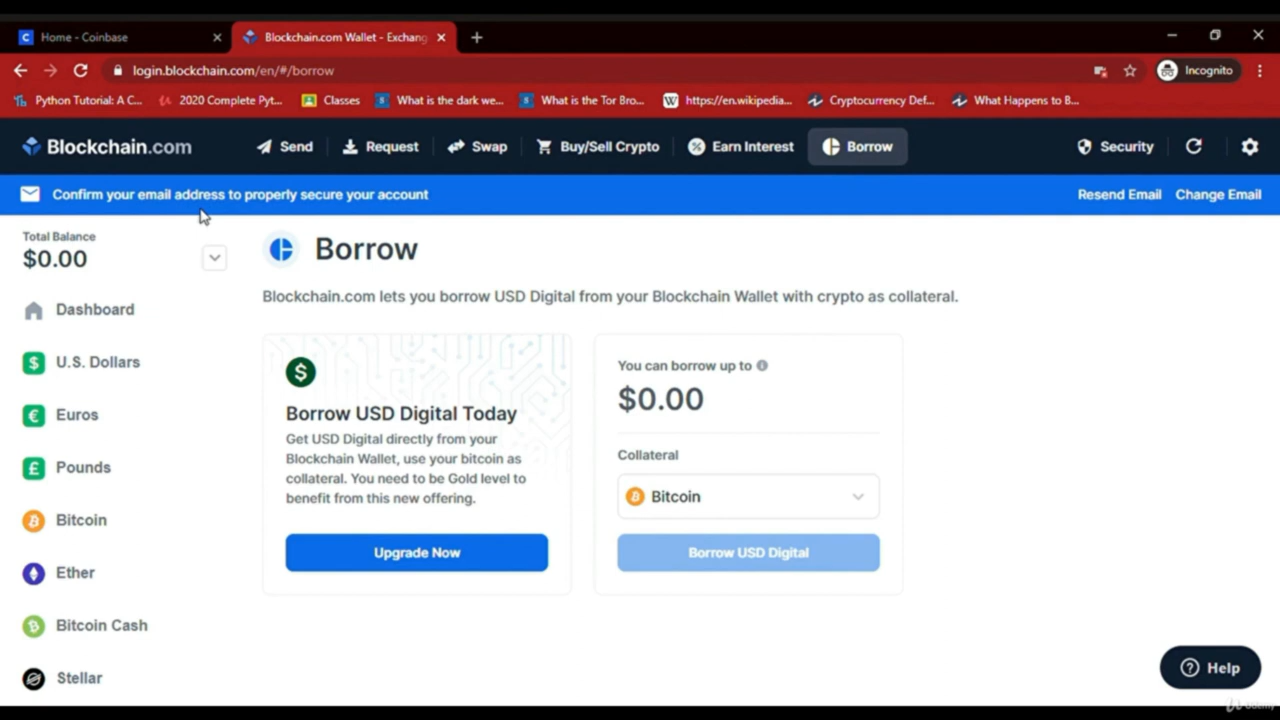 Home - Coinbase
Blockchain.com Wallet - Exchang
login.blockchain.com/en/#/borrow
Incognito
Python Tutorial: A C...
2020 Complete Pyt...
Classes
What is the dark we...
What is the Tor Bro...
https://en.wikipedia...
Cryptocurrency Def...
What Happens to B...
Blockchain.com
Send
Request
Swap
Buy/Sell Crypto
Earn Interest
Borrow
Security
Confirm your email address to properly secure your account
Resend Email
Change Email
Total Balance
$0.00
Dashboard
U.S. Dollars
Euros
Pounds
Bitcoin
Ether
Bitcoin Cash
Stellar
Borrow
Blockchain.com lets you borrow USD Digital from your Blockchain Wallet with crypto as collateral.
Borrow USD Digital Today
Get USD Digital directly from your
Blockchain Wallet, use your bitcoin as
collateral. You need to be Gold level to
benefit from this new offering.
Upgrade Now
You can borrow up to
$0.00
Collateral
Bitcoin
Borrow USD Digital
Help
Udemy